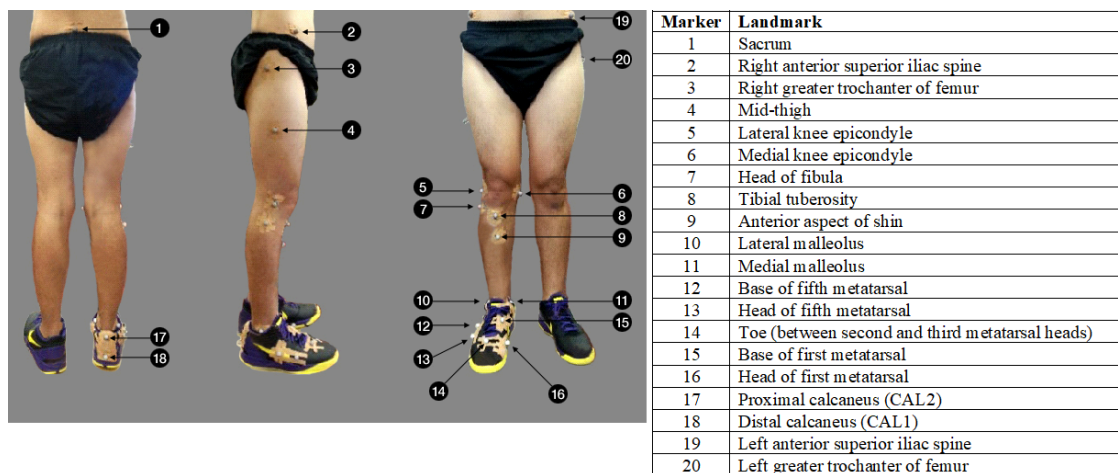 1
2
3
4
5
6
7
8
9
10
11
12
13
14
15
16
17
18
19
20
Marker Landmark
1 Sacrum
2 Right anterior superior iliac spine
3 Right greater trochanter of femur
4 Mid-thigh
5 Lateral knee epicondyle
6 Medial knee epicondyle
7 Head of fibula
8 Tibial tuberosity
9 Anterior aspect of shin
10 Lateral malleolus
11 Medial malleolus
12 Base of fifth metatarsal
13 Head of fifth metatarsal
14 Toe (between second and third metatarsal heads)
15 Base of first metatarsal
16 Head of first metatarsal
17 Proximal calcaneus (CAL2)
18 Distal calcaneus (CAL1)
19 Left anterior superior iliac spine
20 Left greater trochanter of femur